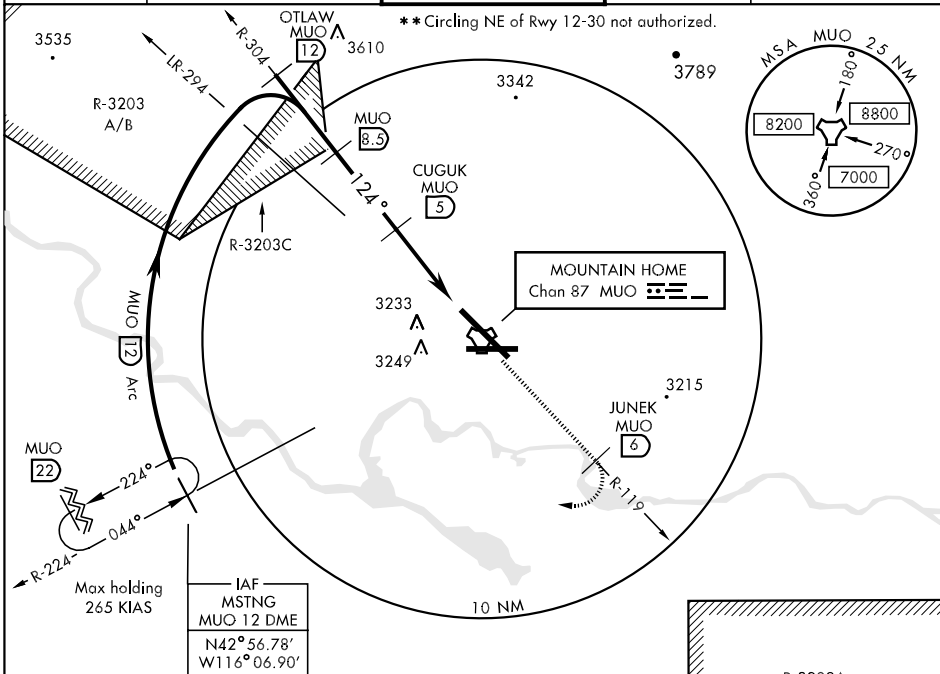 ** Circling NE of Rwy 12-30 not authorized.
3535
R-304
LR-294
OTLAW
MUO
12
3610
3342
3789
MSA MUO 25 NM
180°
8800
8200
270°
7000
360°
R-3203
A/B
MUO
8.5
124°
CUGUK
MUO
5
R-3203C
MOUNTAIN HOME
Chan 87 MUO
3233
3249
MUO 12 Arc
3215
JUNEK
MUO
6
R-119
MUO
22
224°
044°
R-224
Max holding
265 KIAS
IAF
MSTNG
MUO 12 DME
N42°56.78'
W116°06.90'
10 NM